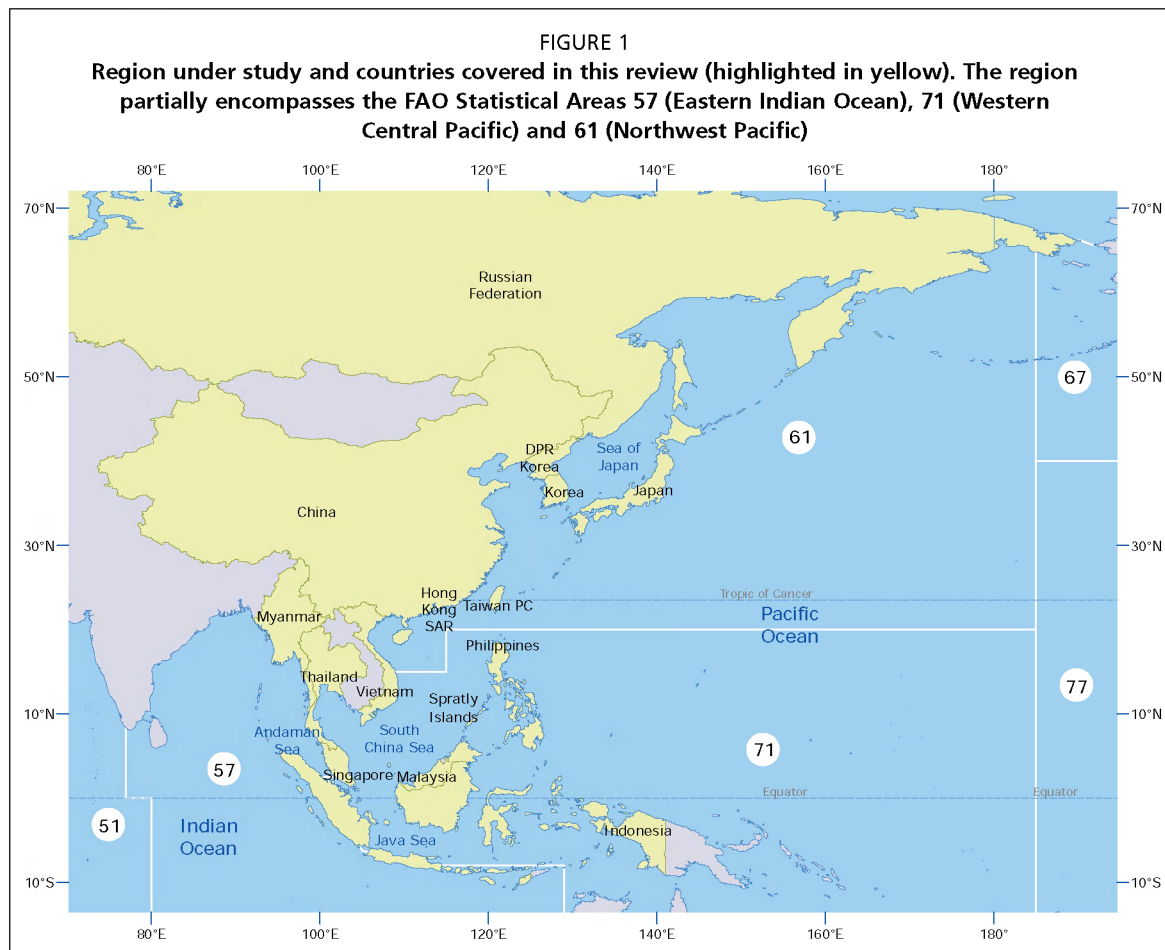 FIGURE 1
Region under study and countries covered in this review (highlighted in yellow). The region
partially encompasses the FAO Statistical Areas 57 (Eastern Indian Ocean), 71 (Western
Central Pacific) and 61 (Northwest Pacific)
80°E 100°E 120°E 140°E 160°E 180°
70°N 70°N
Russian
Federation
50°N 67 50°N
61
DPR
Korea
Sea of
Japan
Korea
Japan
China
30°N 30°N
Hong
Kong
SAR
Taiwan PC
Tropic of Cancer
Pacific
Ocean
Myanmar
Philippines
Thailand
Vietnam
Spratly
Islands
77
10°N 10°N
Andaman
Sea
South
China Sea
71
57
Singapore
Malaysia
Equator Equator
51
Indian
Ocean
Java Sea
Indonesia
10°S 10°S
80°E 100°E 120°E 140°E 160°E 180°